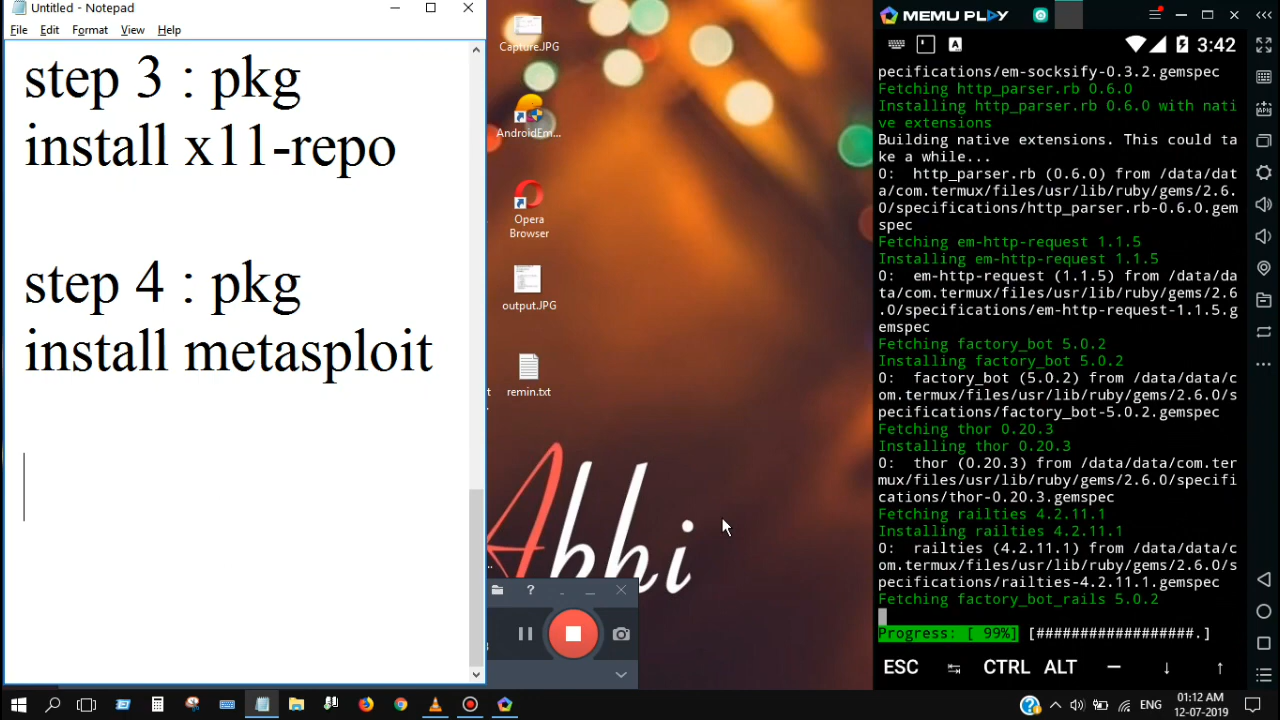 Untitled - Notepad
File Edit Format View Help
step 3 : pkg
install x11-repo
step 4 : pkg
install metasploit
Capture.JPG
AndroidEm...
Opera
Browser
output.JPG
remin.txt
Abhi
MEMU PLAY
3:42
pecifications/em-socksify-0.3.2.gemspec
Fetching http_parser.rb 0.6.0
Installing http_parser.rb 0.6.0 with nati
ve extensions
Building native extensions. This could ta
ke a while...
0:  http_parser.rb (0.6.0) from /data/dat
a/com.termux/files/usr/lib/ruby/gems/2.6.
0/specifications/http_parser.rb-0.6.0.gem
spec
Fetching em-http-request 1.1.5
Installing em-http-request 1.1.5
0:  em-http-request (1.1.5) from /data/da
ta/com.termux/files/usr/lib/ruby/gems/2.6
.0/specifications/em-http-request-1.1.5.g
emspec
Fetching factory_bot 5.0.2
Installing factory_bot 5.0.2
0:  factory_bot (5.0.2) from /data/data/c
om.termux/files/usr/lib/ruby/gems/2.6.0/s
pecifications/factory_bot-5.0.2.gemspec
Fetching thor 0.20.3
Installing thor 0.20.3
0:  thor (0.20.3) from /data/data/com.ter
mux/files/usr/lib/ruby/gems/2.6.0/specifi
cations/thor-0.20.3.gemspec
Fetching railties 4.2.11.1
Installing railties 4.2.11.1
0:  railties (4.2.11.1) from /data/data/c
om.termux/files/usr/lib/ruby/gems/2.6.0/s
pecifications/railties-4.2.11.1.gemspec
Fetching factory_bot_rails 5.0.2
Progress: [ 99%] [##################.]
ESC CTRL ALT – ↓ ↑
ENG
01:12 AM
12-07-2019